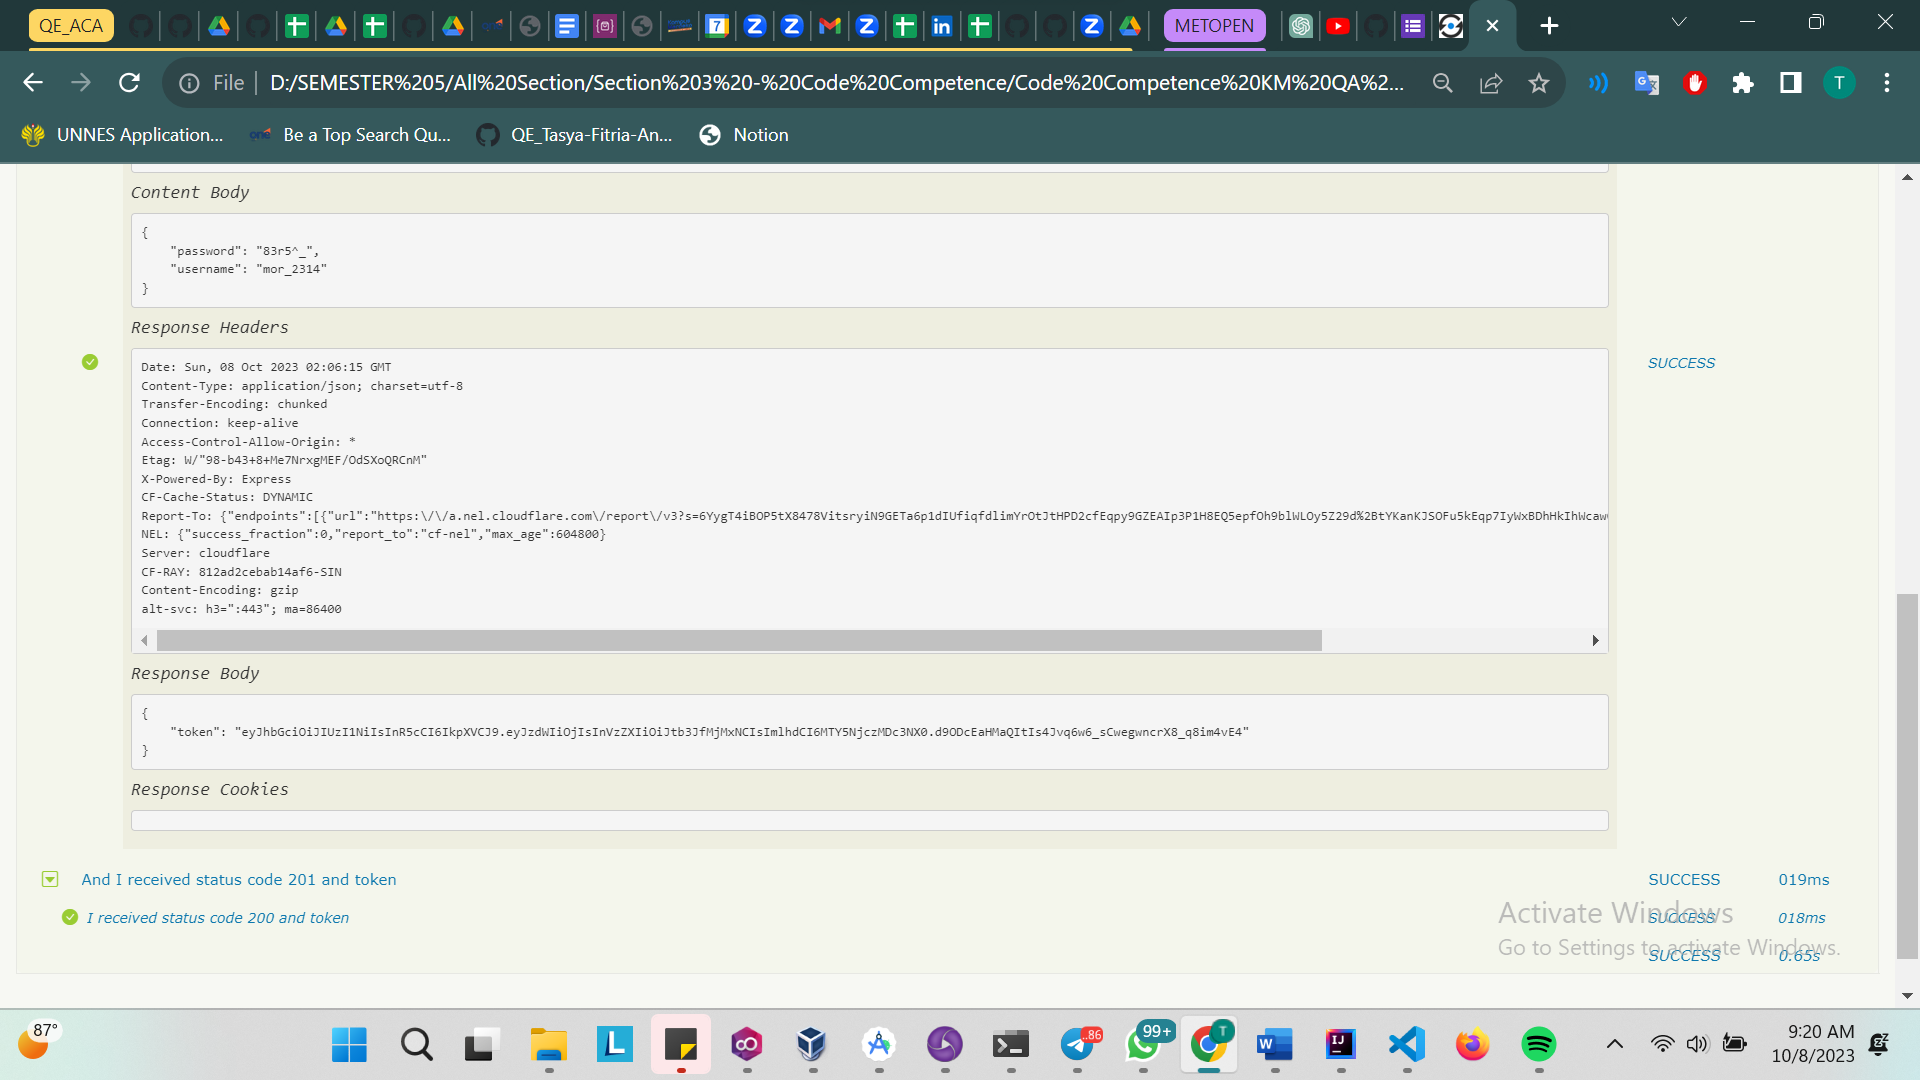 QE_ACA
METOPEN
File
D:/SEMESTER%205/All%20Section/Section%203%20-%20Code%20Competence/Code%20Competence%20KM%20QA%2...
T
UNNES Application...
Be a Top Search Qu...
QE_Tasya-Fitria-An...
Notion
Content Body
{
"password": "83r5^_",
"username": "mor_2314"
}
Response Headers
Date: Sun, 08 Oct 2023 02:06:15 GMT
SUCCESS
Content-Type: application/json; charset=utf-8
Transfer-Encoding: chunked
Connection: keep-alive
Access-Control-Allow-Origin: *
Etag: W/"98-b43+8+Me7NrxgMEF/OdSXoQRCnM"
X-Powered-By: Express
CF-Cache-Status: DYNAMIC
Report-To: {"endpoints":[{"url":"https:\/\/a.nel.cloudflare.com\/report\/v3?s=6YygT4iBOP5tX8478VitsryiN9GETa6p1dIUfiqfdlimYrOtJtHPD2cfEqpy9GZEAIp3P1H8EQ5epfOh9blWLOy5Z29d%2BtYKanKJSOFu5kEqp7IyWxBDhHkIhWcaw
NEL: {"success_fraction":0,"report_to":"cf-nel","max_age":604800}
Server: cloudflare
CF-RAY: 812ad2cebab14af6-SIN
Content-Encoding: gzip
alt-svc: h3=":443"; ma=86400
Response Body
{
"token": "eyJhbGciOiJIUzI1NiIsInR5cCI6IkpXVCJ9.eyJzdWIiOjIsInVzZXIiOiJtb3JfMjMxNCIsImlhdCI6MTY5NjczMDc3NX0.d9ODcEaHMaQItIs4Jvq6w6_sCwegwncrX8_q8im4vE4"
}
Response Cookies
And I received status code 201 and token
SUCCESS
019ms
I received status code 200 and token
SUCCESS
018ms
SUCCESS
0.65s
Activate Windows
Go to Settings to activate Windows.
87°
..86
99+
T
9:20 AM
10/8/2023